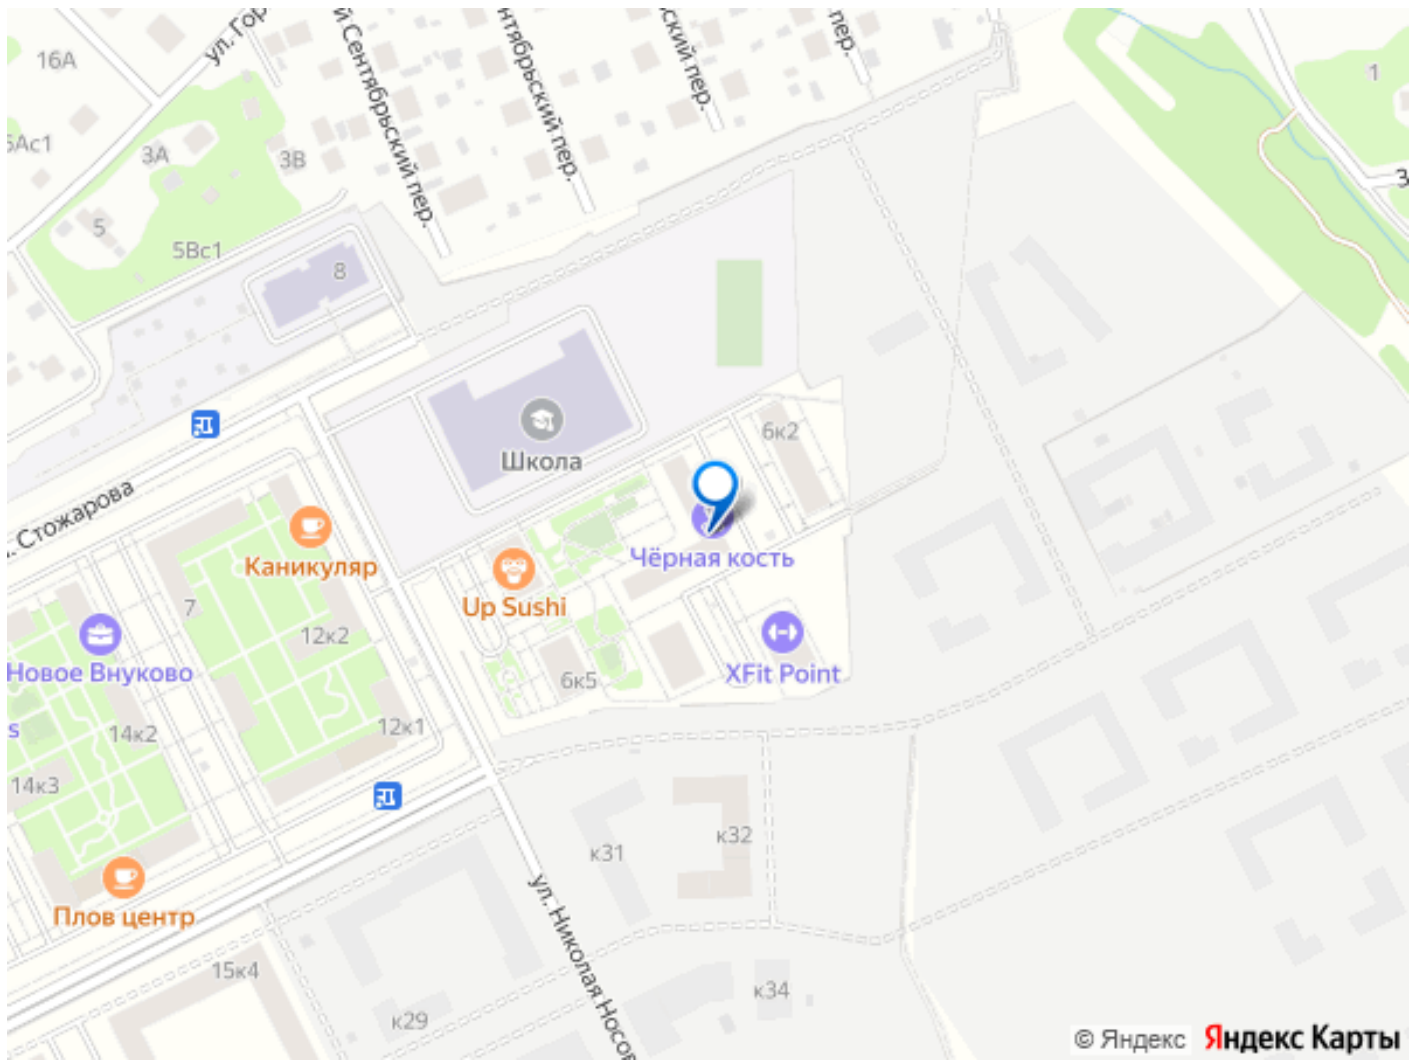 16А
ул. Гор
й Сентябрьский пер.
нтябрьский пер.
ский пер.
пер.
1
3
5Ас1
3А
3В
5
5Вс1
8
Школа
6к2
. Стожарова
Каникуляр
Чёрная кость
Up Sushi
7
12к2
Новое Внуково
XFit Point
6к5
s
14к2
12к1
14к3
к32
к31
Плов центр
ул. Николая Носов
15к4
к34
к29
© Яндекс Яндекс Карты